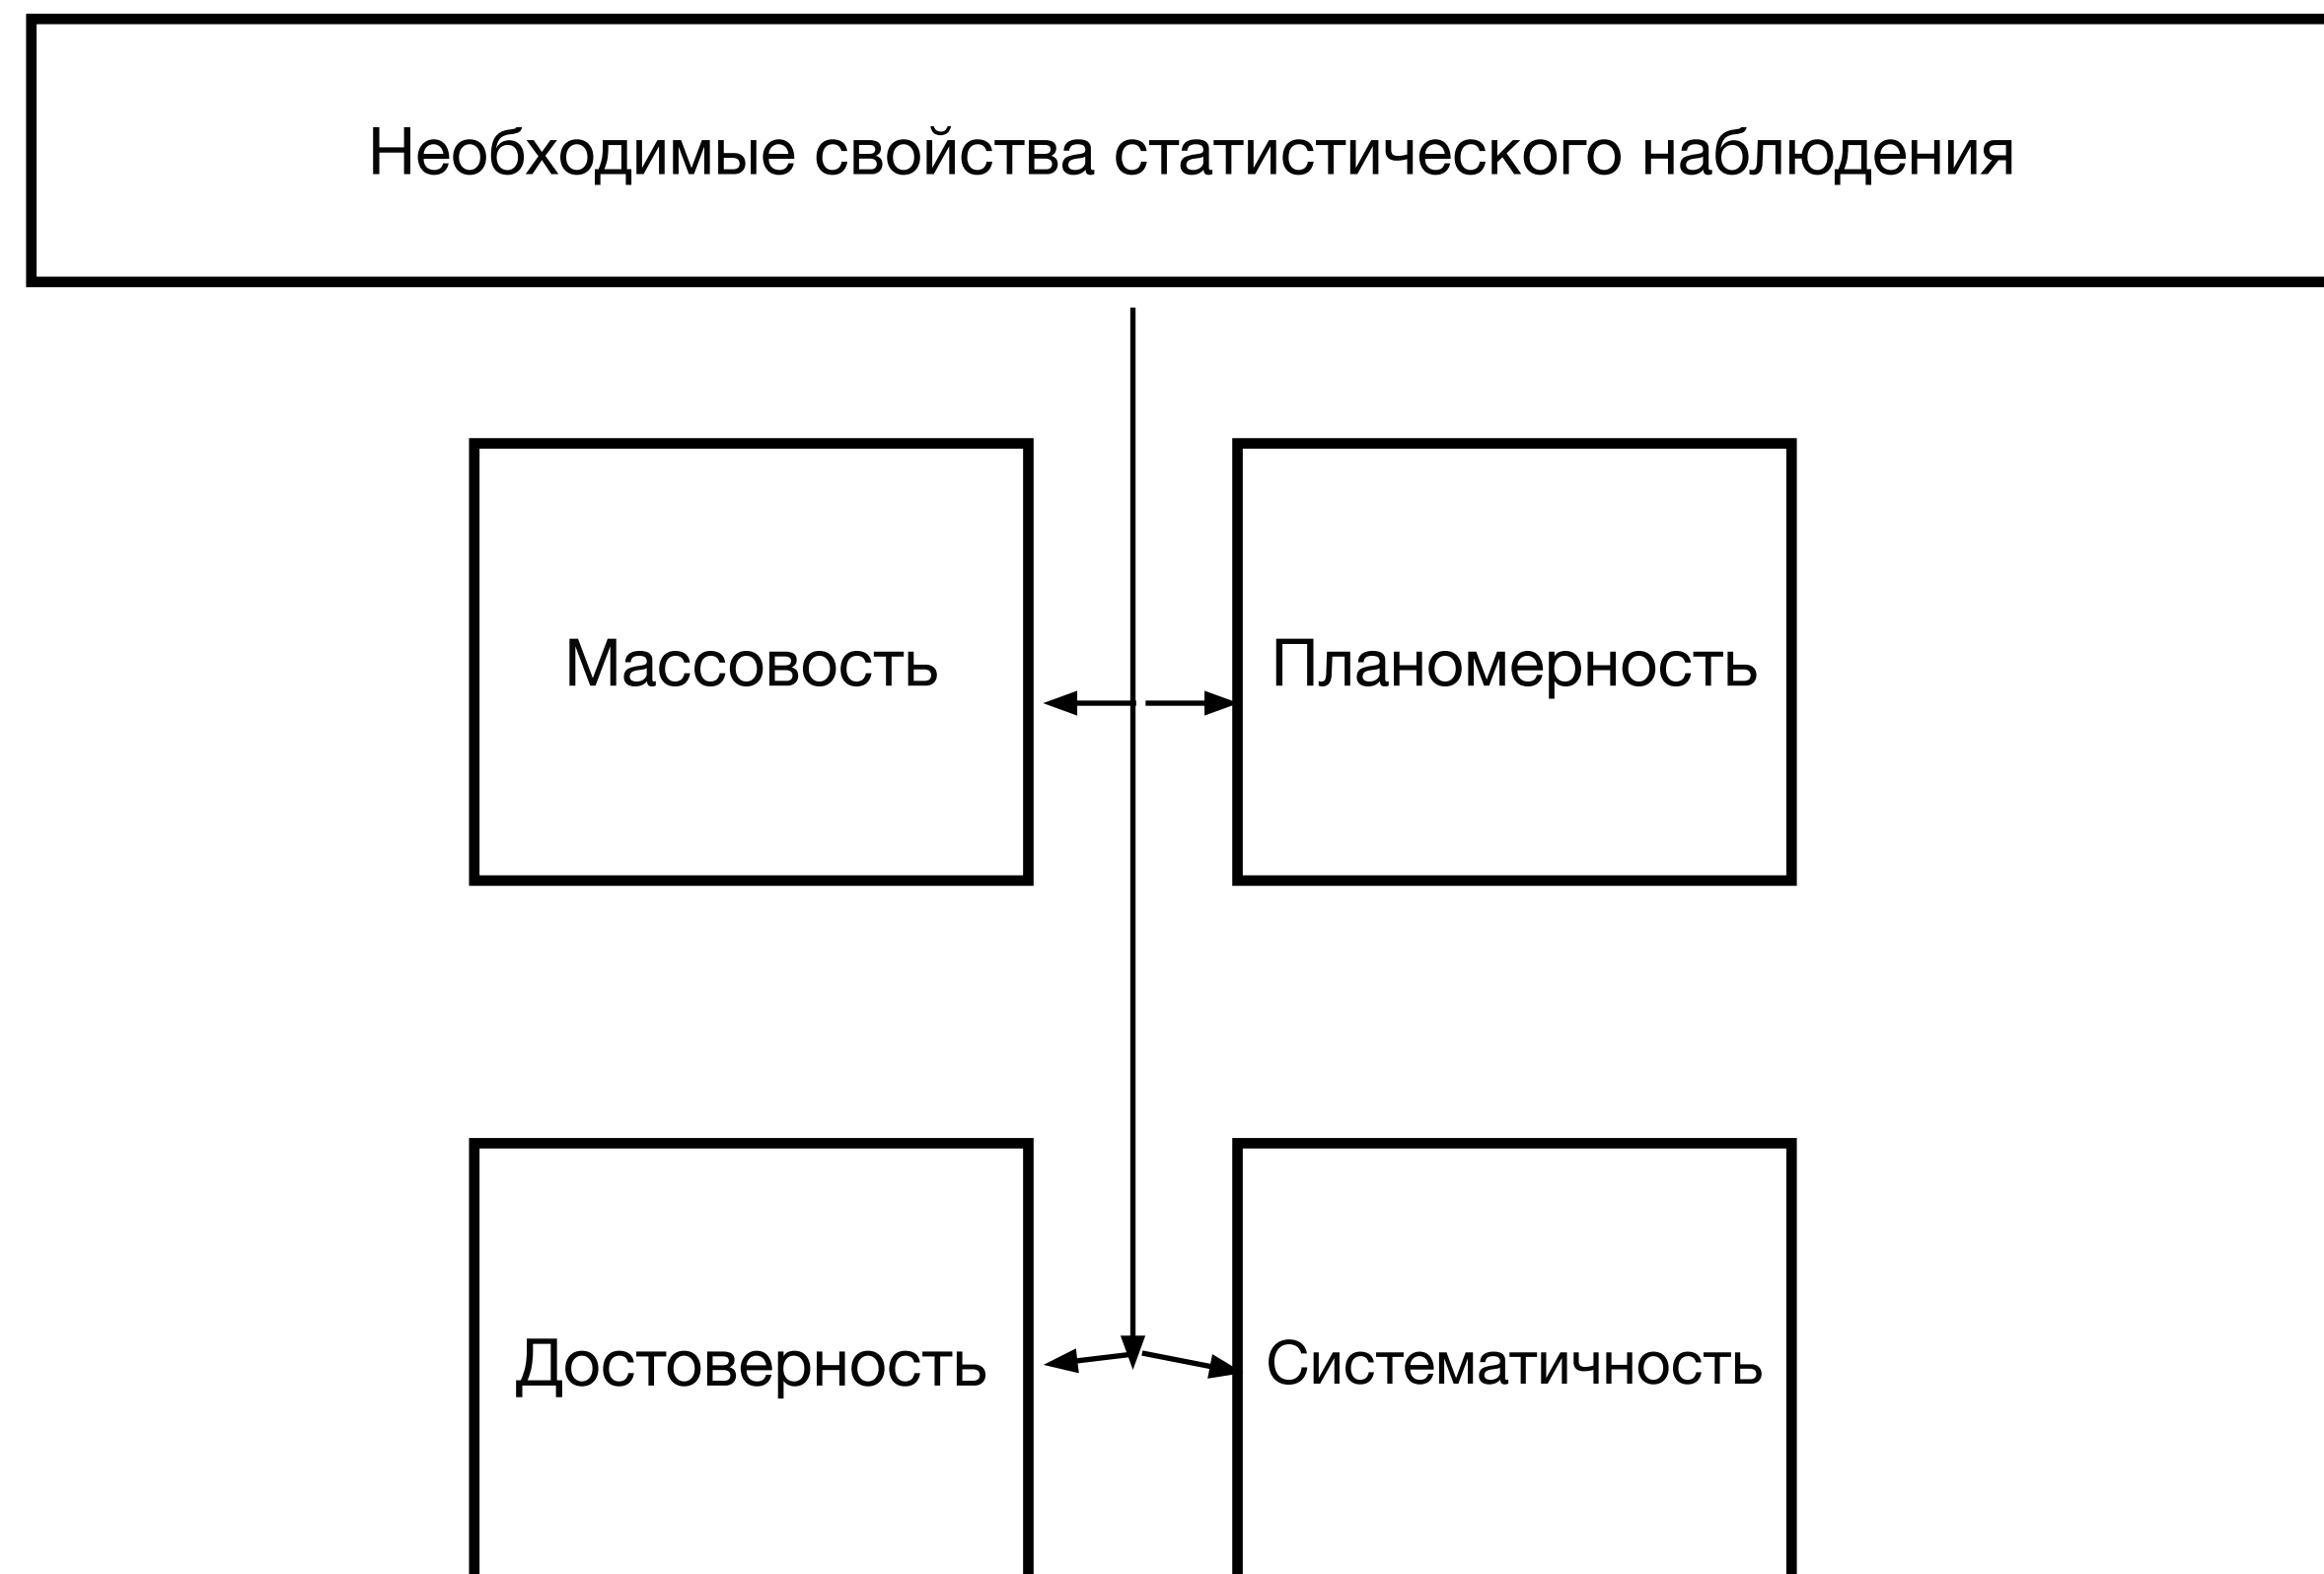 Необходимые свойства статистического наблюдения
Массовость
Планомерность
Достоверность
Систематичность